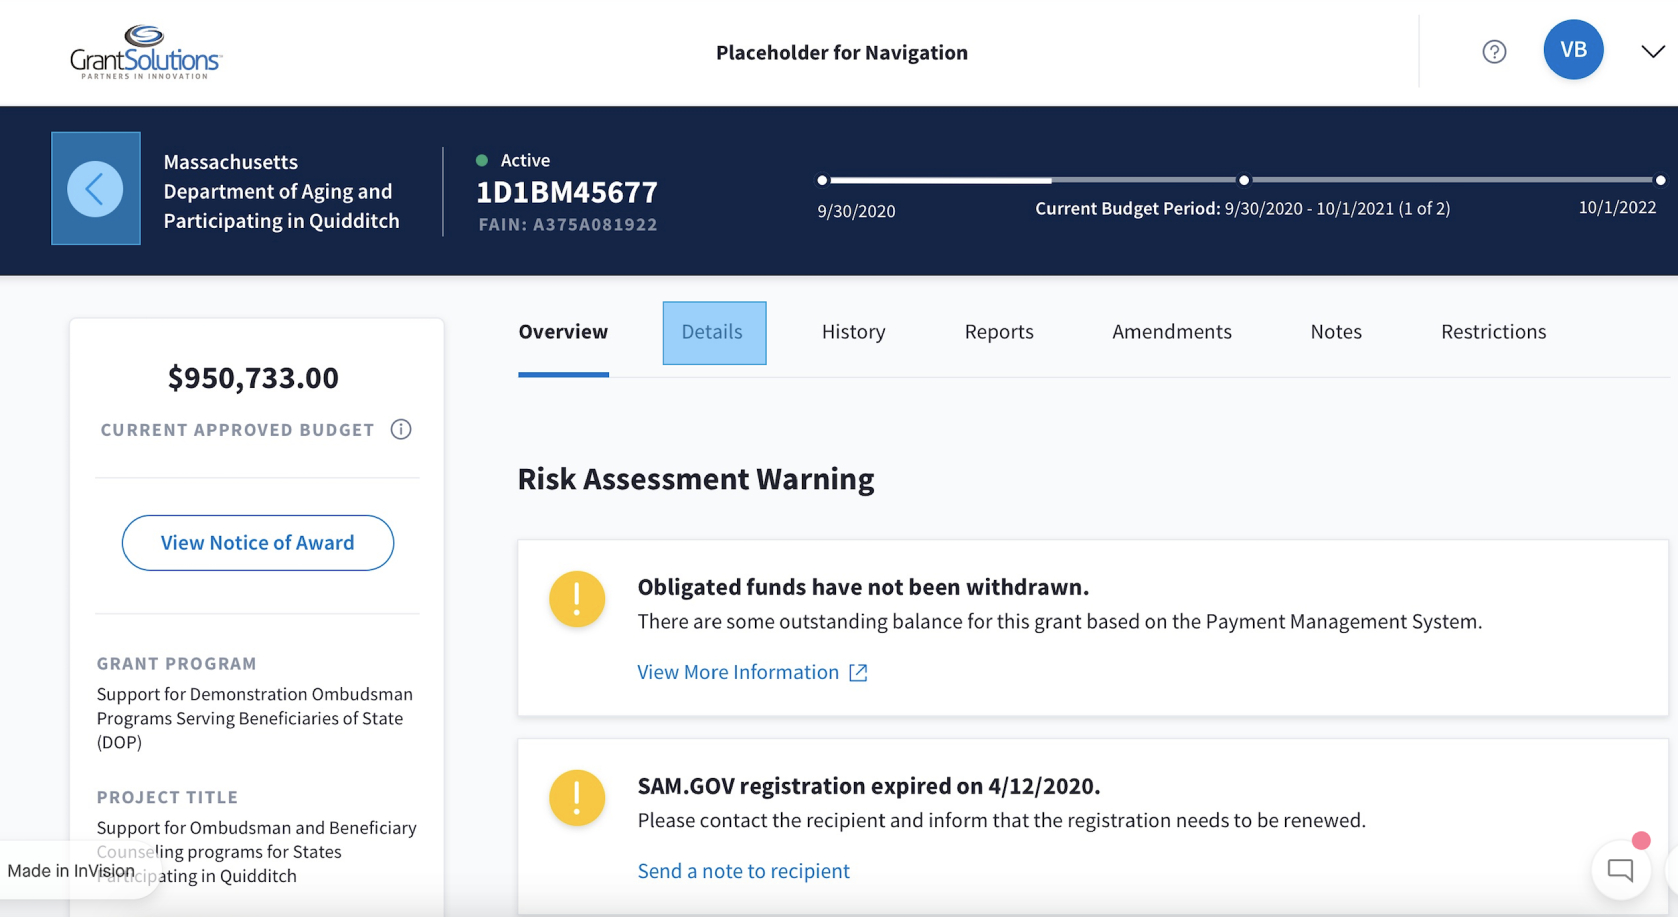 GrantSolutions
PARTNERS IN INNOVATION
Placeholder for Navigation
?
VB
Massachusetts
Department of Aging and
Participating in Quidditch
Active
1D1BM45677
FAIN: A375A081922
9/30/2020
Current Budget Period: 9/30/2020 - 10/1/2021 (1 of 2)
10/1/2022
$950,733.00
CURRENT APPROVED BUDGET
View Notice of Award
GRANT PROGRAM
Support for Demonstration Ombudsman
Programs Serving Beneficiaries of State
(DOP)
PROJECT TITLE
Support for Ombudsman and Beneficiary
Counseling programs for States
Participating in Quidditch
Made in InVision
Overview
Details
History
Reports
Amendments
Notes
Restrictions
Risk Assessment Warning
!
Obligated funds have not been withdrawn.
There are some outstanding balance for this grant based on the Payment Management System.
View More Information
!
SAM.GOV registration expired on 4/12/2020.
Please contact the recipient and inform that the registration needs to be renewed.
Send a note to recipient